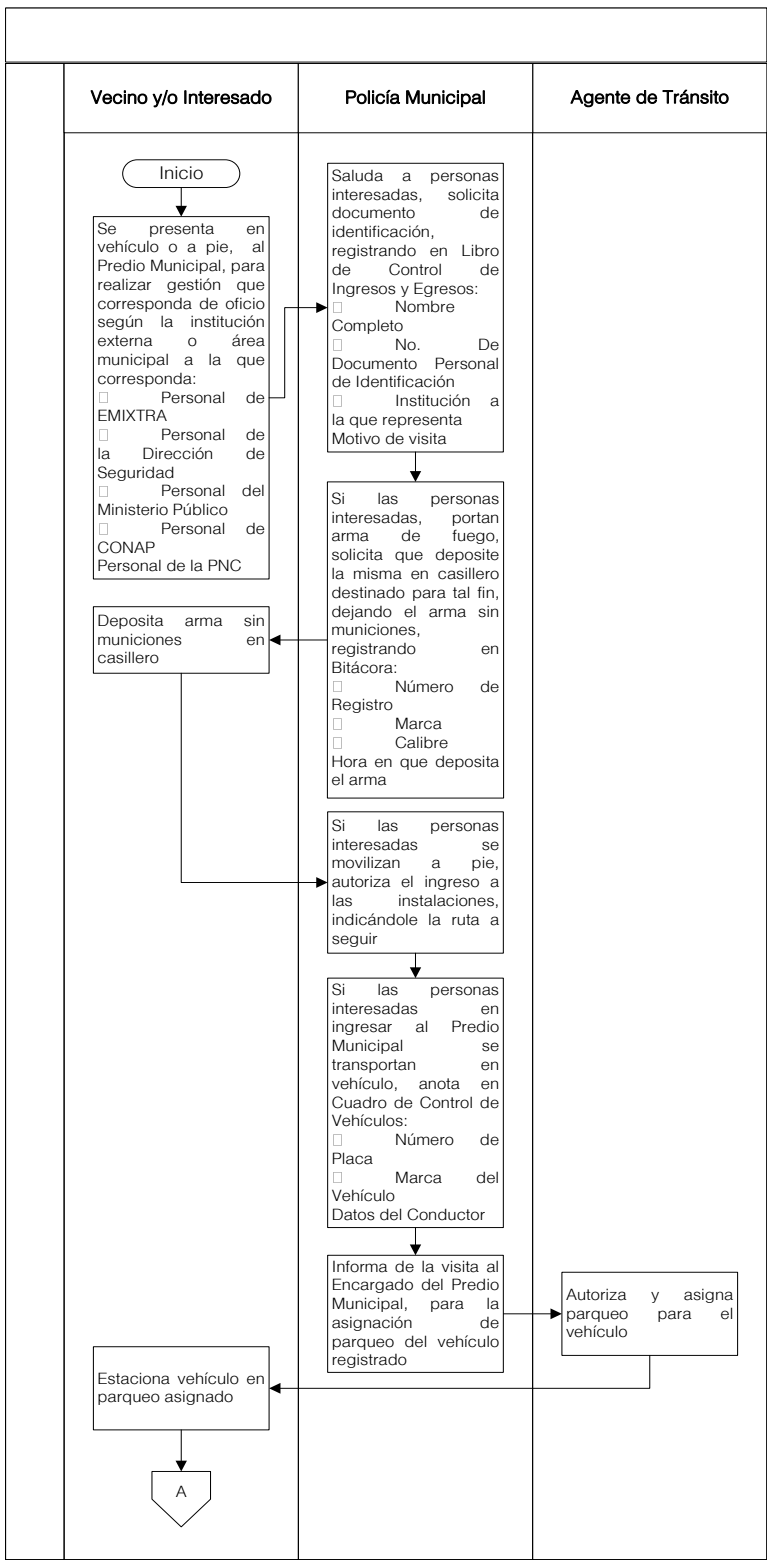 Vecino y/o Interesado
Policía Municipal
Agente de Tránsito
Inicio
Se presenta en
vehículo o a pie, al
Predio Municipal, para
realizar gestión que
corresponda de oficio
según la institución
externa o área
municipal a la que
corresponda:
Personal de
EMIXTRA
Personal de
la Dirección de
Seguridad
Personal del
Ministerio Público
Personal de
CONAP
Personal de la PNC
Saluda a personas
interesadas, solicita
documento de
identificación,
registrando en Libro
de Control de
Ingresos y Egresos:
Nombre
Completo
No. De
Documento Personal
de Identificación
Institución a
la que representa
Motivo de visita
Si las personas
interesadas, portan
arma de fuego,
solicita que deposite
la misma en casillero
destinado para tal fin,
dejando el arma sin
municiones,
registrando en
Bitácora:
Número de
Registro
Marca
Calibre
Hora en que deposita
el arma
Deposita arma sin
municiones en
casillero
Si las personas
interesadas se
movilizan a pie,
autoriza el ingreso a
las instalaciones,
indicándole la ruta a
seguir
Si las personas
interesadas en
ingresar al Predio
Municipal se
transportan en
vehículo, anota en
Cuadro de Control de
Vehículos:
Número de
Placa
Marca del
Vehículo
Datos del Conductor
Informa de la visita al
Encargado del Predio
Municipal, para la
asignación de
parqueo del vehículo
registrado
Autoriza y asigna
parqueo para el
vehículo
Estaciona vehículo en
parqueo asignado
A